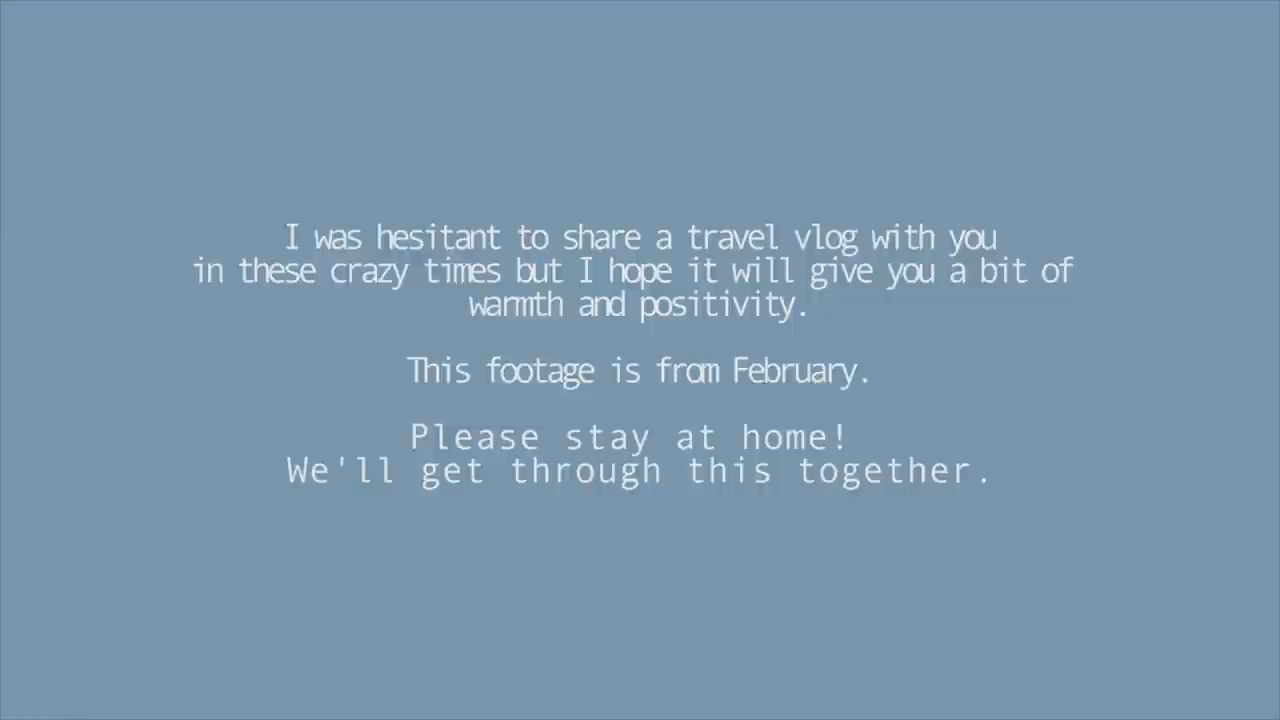 I was hesitant to share a travel vlog with you
in these crazy times but I hope it will give you a bit of
warmth and positivity.
This footage is from February.
Please stay at home!
We'll get through this together.